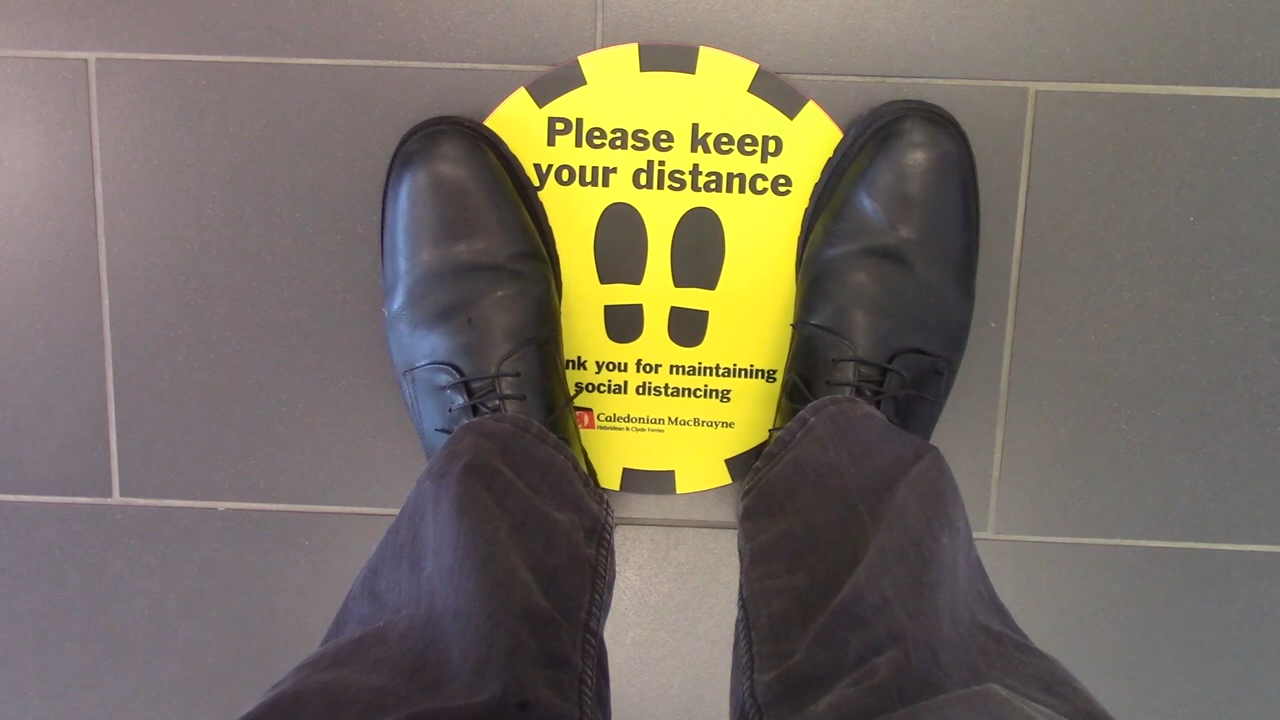 Please keep
your distance
nk you for maintaining
social distancing
Caledonian MacBrayne
Hebridean & Clyde Ferries